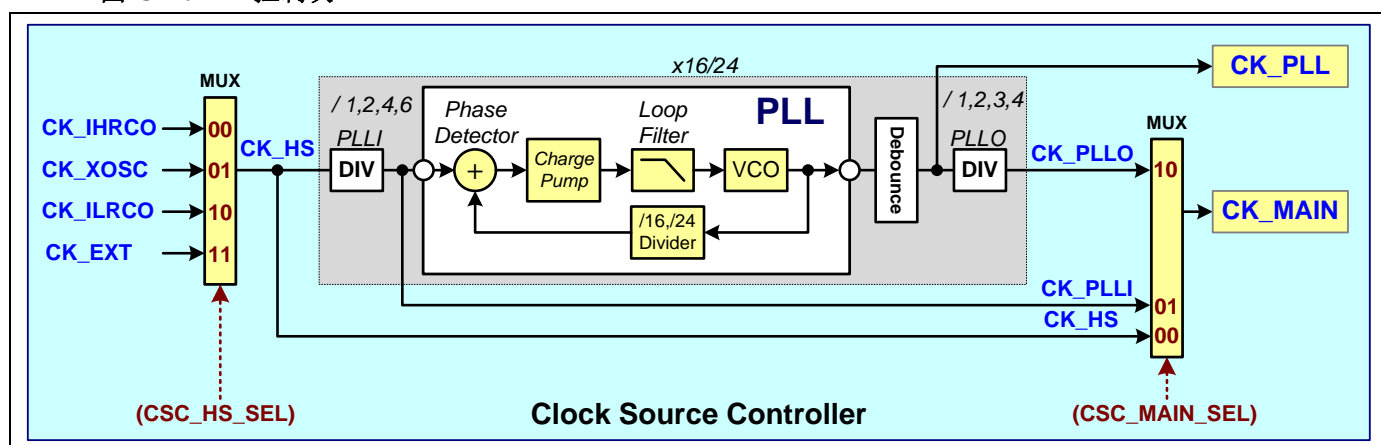 x16/24
CK_PLL
MUX
/ 1,2,4,6
PLLI
Phase
Detector
Loop
Filter
PLL
/ 1,2,3,4
PLLO
MUX
CK_IHRCO
00
CK_XOSC
01
CK_HS
DIV
+
Charge
Pump
VCO
Debounce
DIV
CK_PLLO
10
CK_ILRCO
10
CK_MAIN
/16,/24
Divider
CK_EXT
11
CK_PLLI
01
CK_HS
00
(CSC_HS_SEL)
Clock Source Controller
(CSC_MAIN_SEL)